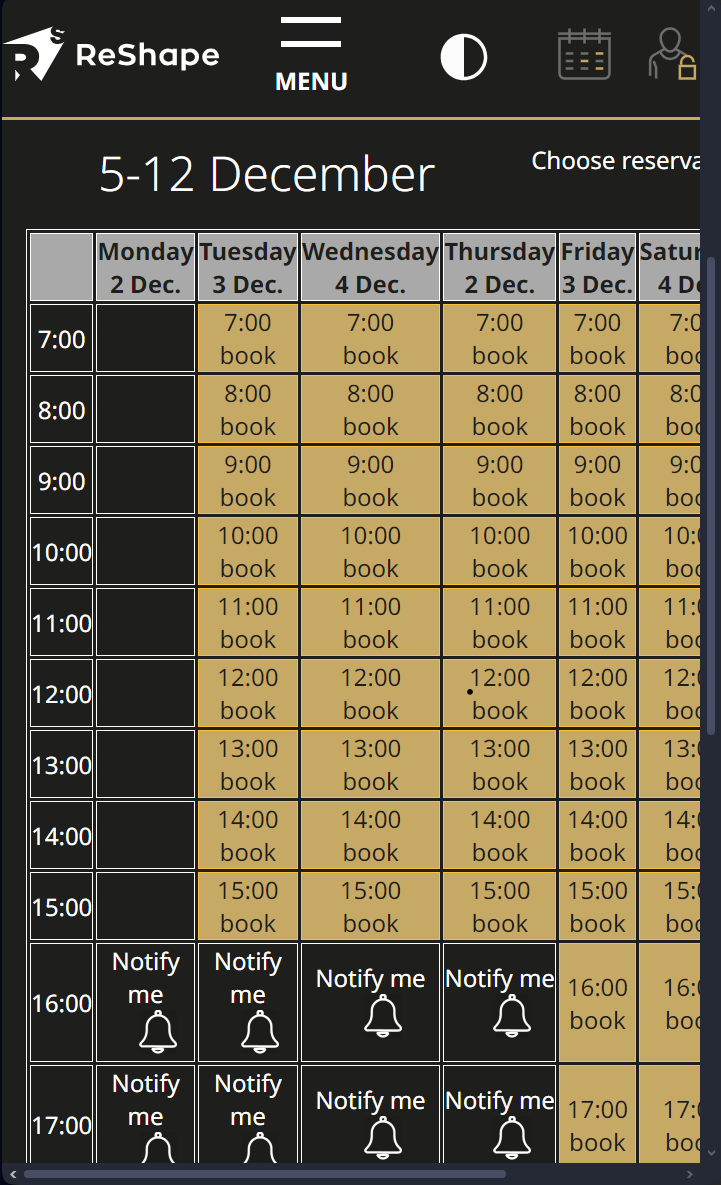 ReShape
MENU
5-12 December
Choose reserva
Monday Tuesday Wednesday Thursday Friday Satur
2 Dec. 3 Dec. 4 Dec. 2 Dec. 3 Dec. 4 D
7:00 7:00 7:00 7:00 7:00 7:0
book book book book boo
8:00 8:00 8:00 8:00 8:00 8:0
book book book book boo
9:00 9:00 9:00 9:00 9:00 9:0
book book book book boo
10:00 10:00 10:00 10:00 10:00 10:0
book book book book boo
11:00 11:00 11:00 11:00 11:00 11:0
book book book book boo
12:00 12:00 12:00 12:00 12:00 12:0
book book book book boo
13:00 13:00 13:00 13:00 13:00 13:0
book book book book boo
14:00 14:00 14:00 14:00 14:00 14:0
book book book book boo
15:00 15:00 15:00 15:00 15:00 15:0
book book book book boo
16:00 Notify me Notify me Notify me Notify me 16:00 16:0
book boo
17:00 Notify me Notify me Notify me Notify me 17:00 17:0
book boo